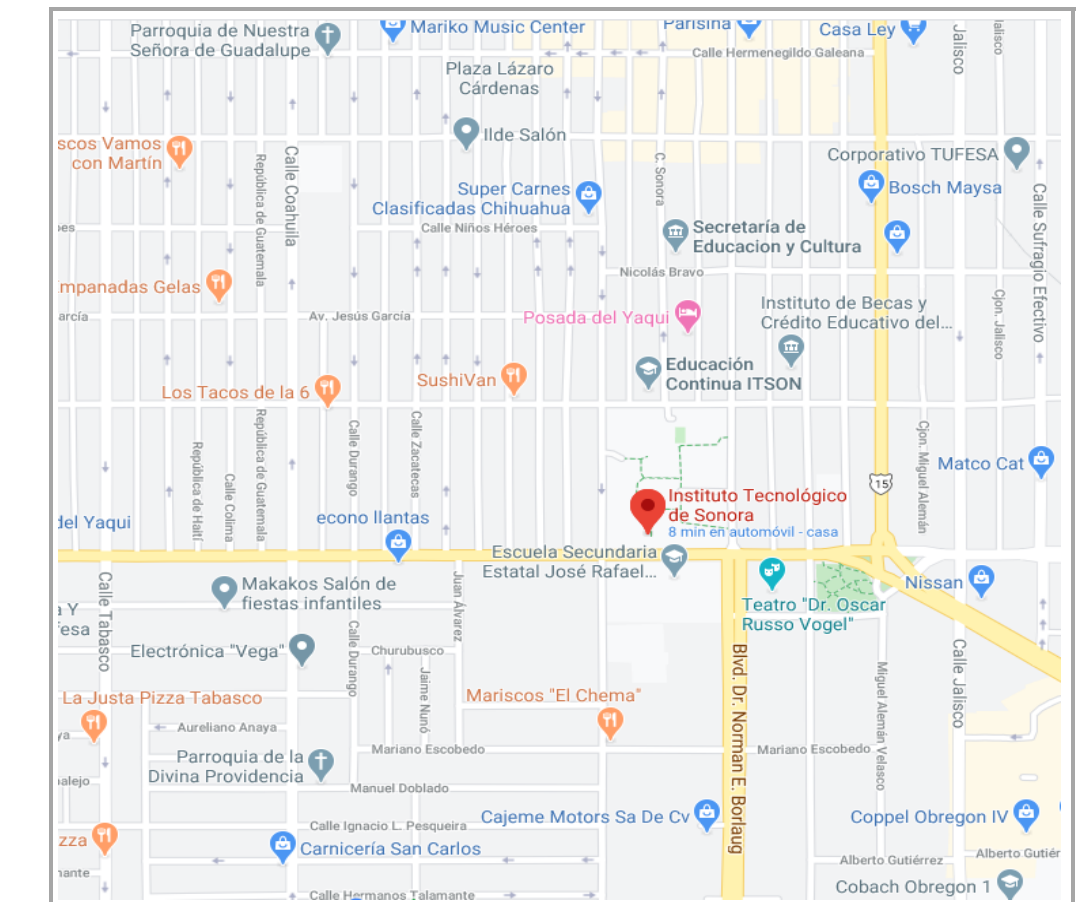 Parroquia de Nuestra
Señora de Guadalupe
Mariko Music Center
Parisina
Casa Ley
Calle Hermenegildo Galeana
Jalisco
Jalisco
Plaza Lázaro
Cárdenas
Ilde Salón
scos Vamos
con Martín
República de Guatemala
Calle Coahuila
C. Sonora
Corporativo TUFESA
Bosch Maysa
Super Carnes
Clasificadas Chihuahua
Calle Sufragio Efectivo
Calle Niños Héroes
Secretaría de
Educacion y Cultura
Nicolás Bravo
mpanadas Gelas
arcía
Av. Jesús García
Posada del Yaqui
Instituto de Becas y
Crédito Educativo del...
Cjon. Jalisco
Educación
Continua ITSON
SushiVan
Los Tacos de la 6
República de Haití
Calle Colima
República de Guatemala
Calle Durango
Calle Zacatecas
Cjon. Miguel Alemán
Matco Cat
15
Instituto Tecnológico
de Sonora
8 min en automóvil - casa
del Yaqui
econo llantas
Escuela Secundaria
Estatal José Rafael...
Calle Tabasco
Makakos Salón de
fiestas infantiles
Juan Álvarez
Nissan
Teatro "Dr. Oscar
Russo Vogel"
a Y
fesa
Electrónica "Vega"
Calle Durango
Churubusco
Jaime Nunó
Blvd. Dr. Norman E. Borlaug
Miguel Alemán Velasco
Calle Jalisco
La Justa Pizza Tabasco
Mariscos "El Chema"
ya
Aureliano Anaya
Mariano Escobedo
Mariano Escobedo
Parroquia de la
Divina Providencia
alejo
Manuel Doblado
Cajeme Motors Sa De Cv
Coppel Obregon IV
Calle Ignacio L. Pesqueira
zza
Carnicería San Carlos
Alberto Gutiérrez
Alberto Gutiér
nante
Calle Hermanos Talamante
Cobach Obregon 1